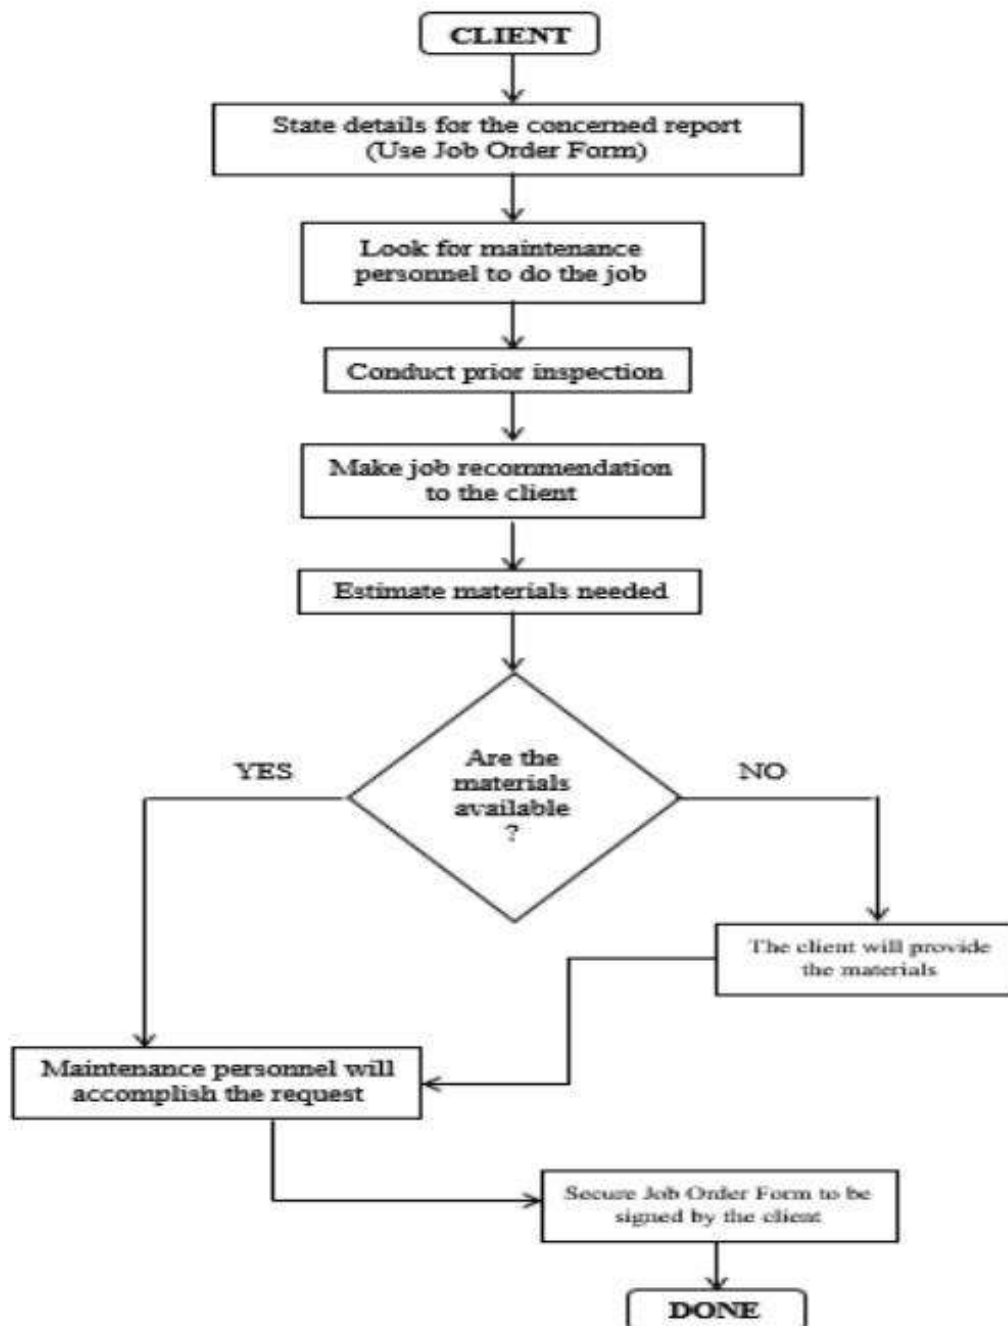 CLIENT
State details for the concerned report
(Use Job Order Form)
Look for maintenance
personnel to do the job
Conduct prior inspection
Make job recommendation
to the client
Estimate materials needed
Are the
materials
available
?
YES
NO
The client will provide
the materials
Maintenance personnel will
accomplish the request
Secure Job Order Form to be
signed by the client
DONE